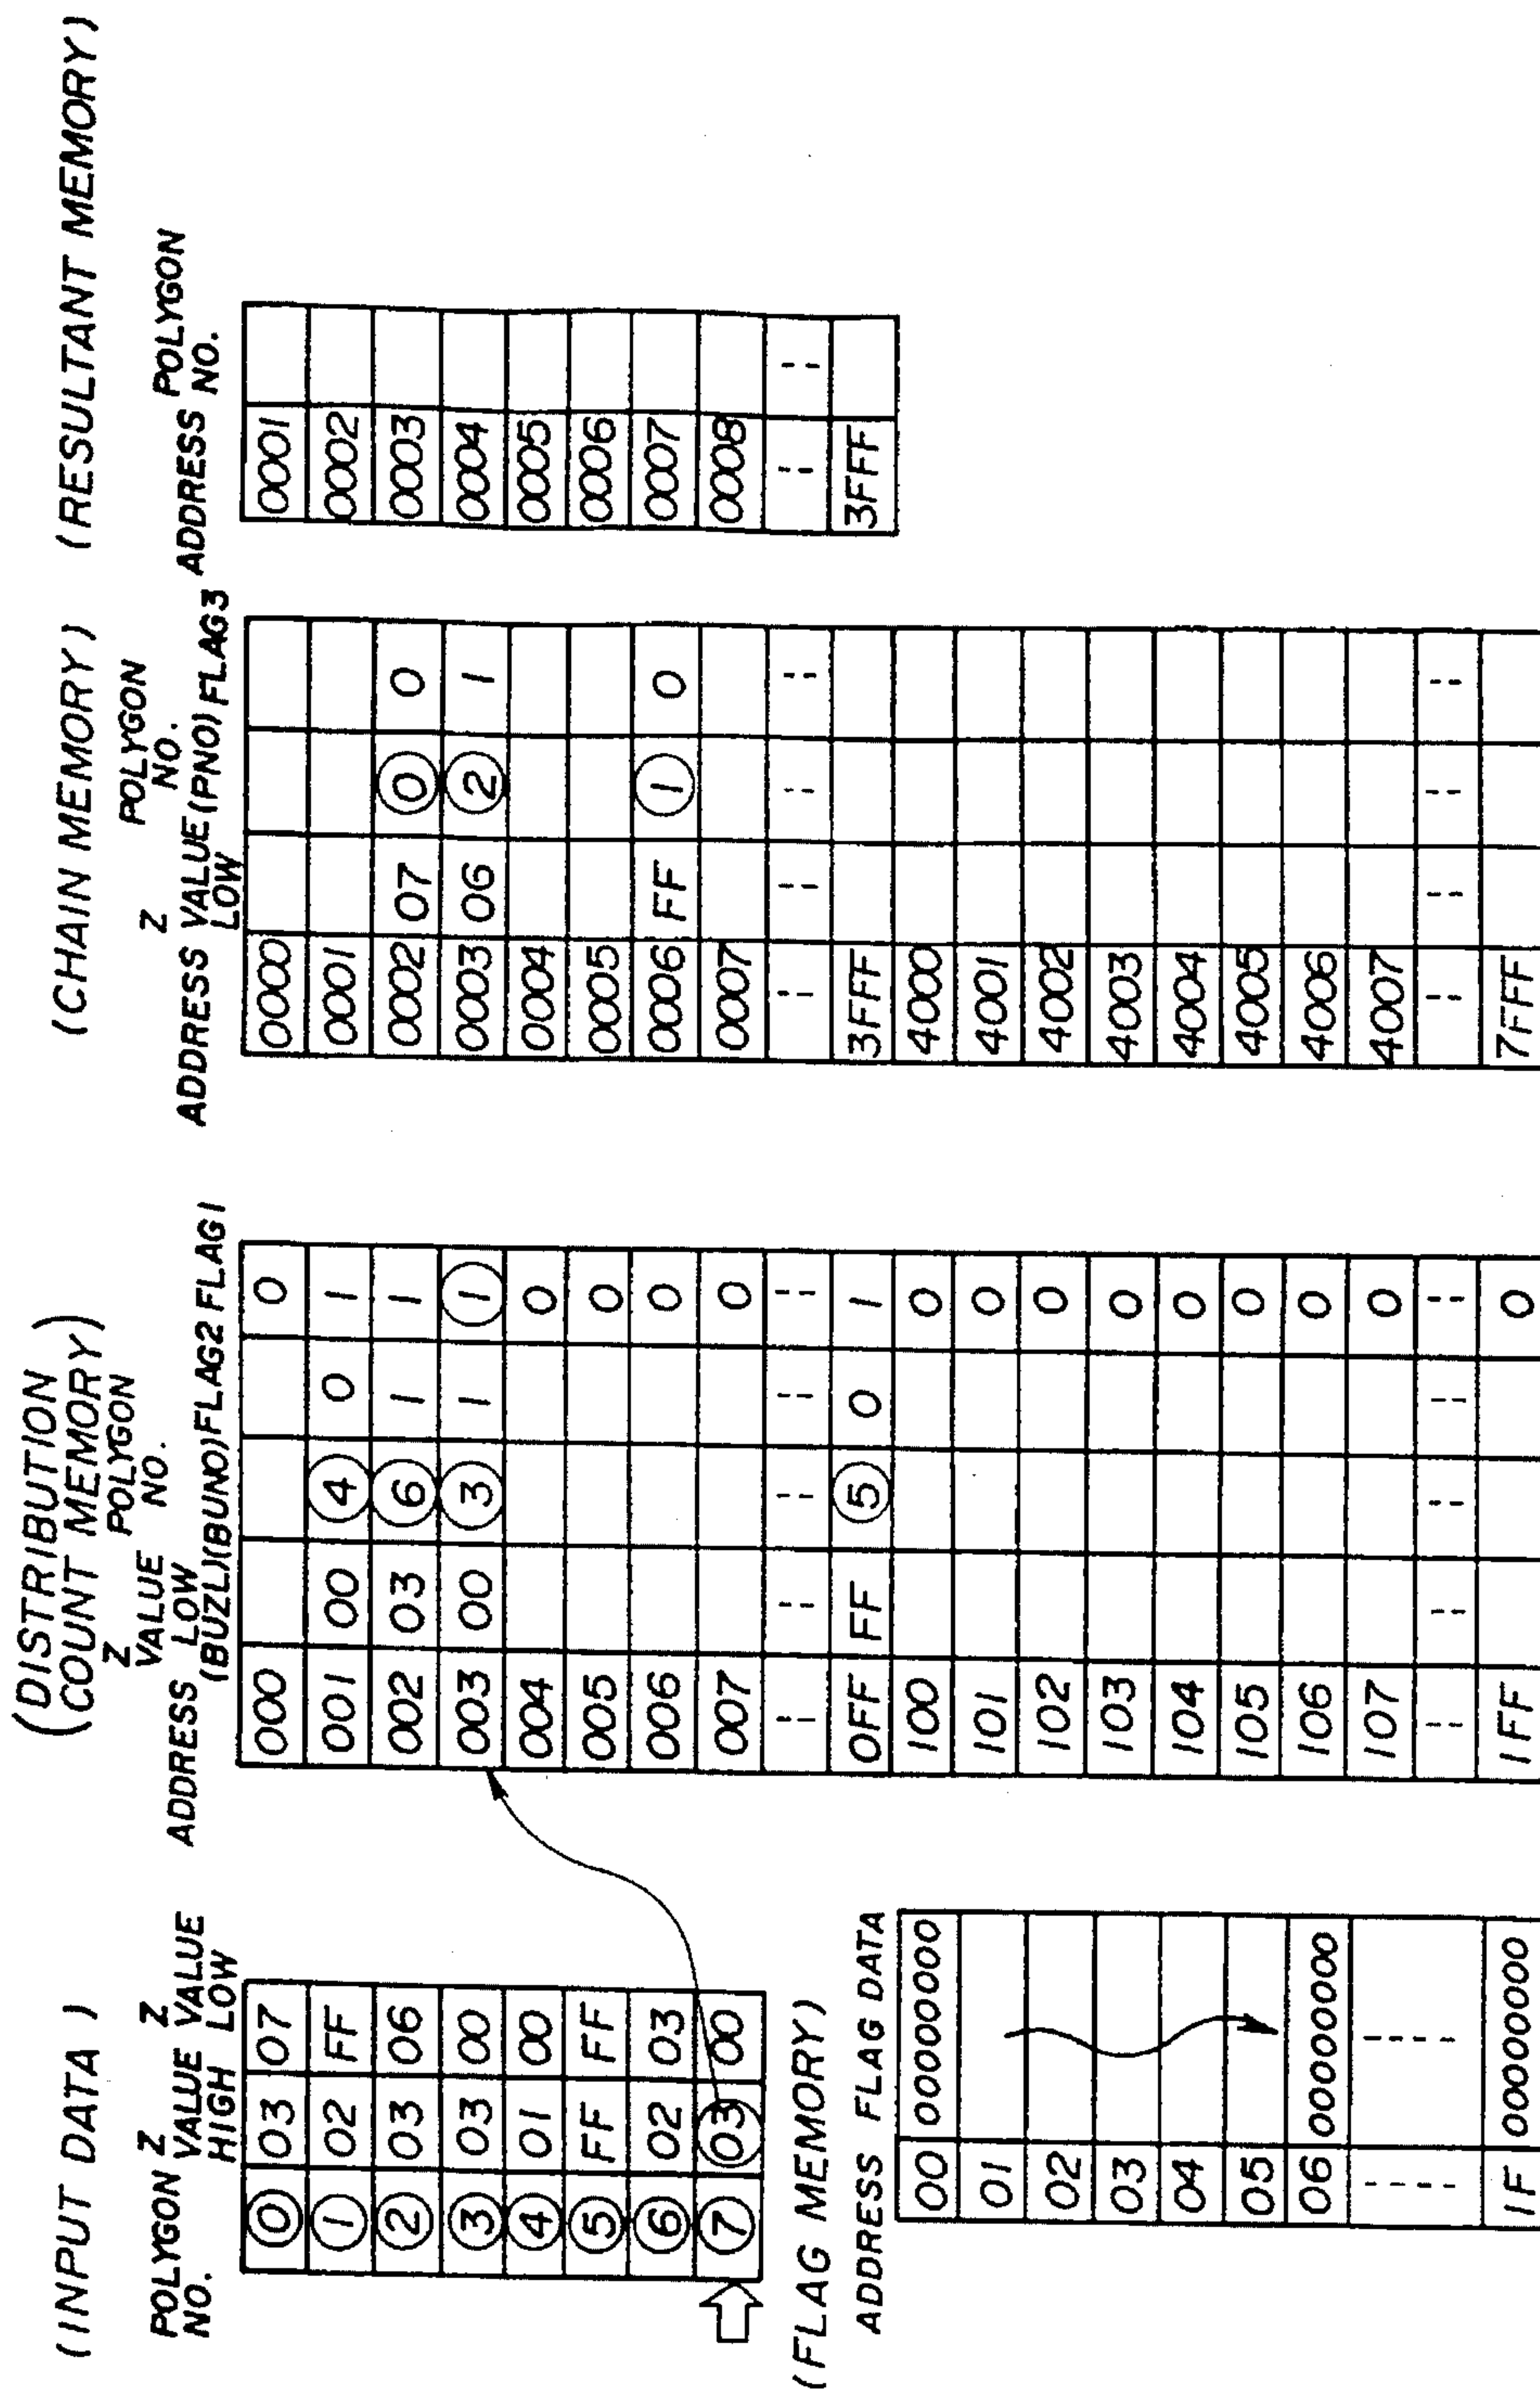 (INPUT DATA)
POLYGON NO. Z VALUE HIGH Z VALUE LOW
⓪ 03 07
① 02 FF
② 03 06
③ 03 00
④ 01 00
⑤ FF FF
⑥ 02 03
⑦ 03 00
(FLAG MEMORY)
ADDRESS FLAG DATA
00 00000000
01
02
03
04
05
06 00000000
---- ----
1F 00000000
(DISTRIBUTION COUNT MEMORY)
ADDRESS Z VALUE LOW (BUZL) POLYGON NO. (BUNO) FLAG2 FLAG1
000 0
001 00 ④ 0 1
002 03 ⑥ 1 1
003 00 ③ 1 ①
004 0
005 0
006 0
007 0
-- -- -- -- --
0FF FF ⑤ 0 1
100 0
101 0
102 0
103 0
104 0
105 0
106 0
107 0
-- -- -- -- --
1FF 0
(CHAIN MEMORY)
ADDRESS Z VALUE LOW POLYGON NO. (PNO) FLAG3
0000
0001
0002 07 ⓪ 0
0003 06 ② 1
0004
0005
0006 FF ① 0
0007
-- -- -- --
3FFF
4000
4001
4002
4003
4004
4005
4006
4007
-- -- -- --
7FFF
(RESULTANT MEMORY)
ADDRESS POLYGON NO.
0001
0002
0003
0004
0005
0006
0007
0008
-- --
3FFF